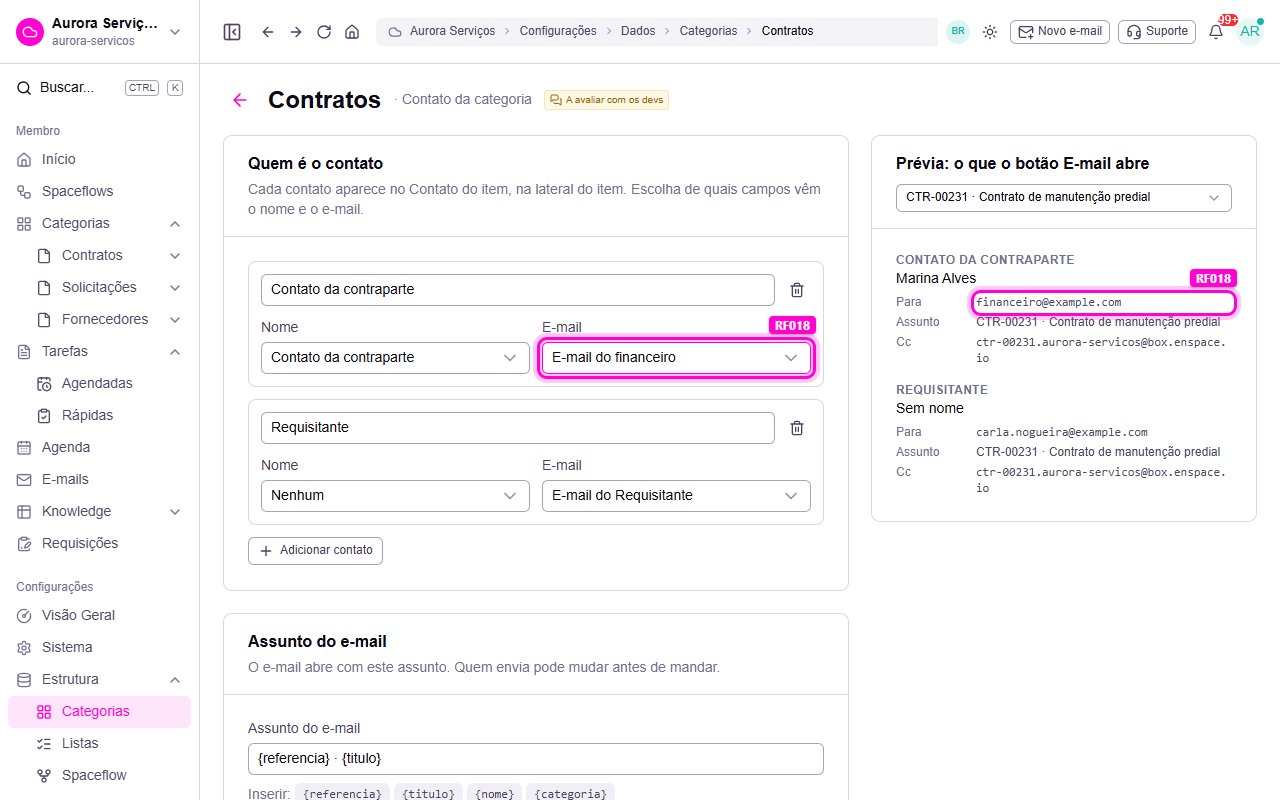 Aurora Serviç...
aurora-servicos
Aurora Serviços > Configurações > Dados > Categorias > Contratos
BR
Novo e-mail
Suporte
99+
AR
Buscar...
CTRL
K
Membro
Início
Spaceflows
Categorias
Contratos
Solicitações
Fornecedores
Tarefas
Agendadas
Rápidas
Agenda
E-mails
Knowledge
Requisições
Configurações
Visão Geral
Sistema
Estrutura
Categorias
Listas
Spaceflow
Contratos
· Contato da categoria
A avaliar com os devs
Quem é o contato
Cada contato aparece no Contato do item, na lateral do item. Escolha de quais campos vêm
o nome e o e-mail.
Contato da contraparte
Nome
E-mail
RF018
Contato da contraparte
E-mail do financeiro
Requisitante
Nome
E-mail
Nenhum
E-mail do Requisitante
Adicionar contato
Assunto do e-mail
O e-mail abre com este assunto. Quem envia pode mudar antes de mandar.
Assunto do e-mail
{referencia} · {titulo}
Inserir: {referencia} {titulo} {nome} {categoria}
Prévia: o que o botão E-mail abre
CTR-00231 · Contrato de manutenção predial
CONTATO DA CONTRAPARTE
Marina Alves
RF018
Para financeiro@example.com
Assunto CTR-00231 · Contrato de manutenção predial
Cc ctr-00231.aurora-servicos@box.enspace.
io
REQUISITANTE
Sem nome
Para carla.nogueira@example.com
Assunto CTR-00231 · Contrato de manutenção predial
Cc ctr-00231.aurora-servicos@box.enspace.
io